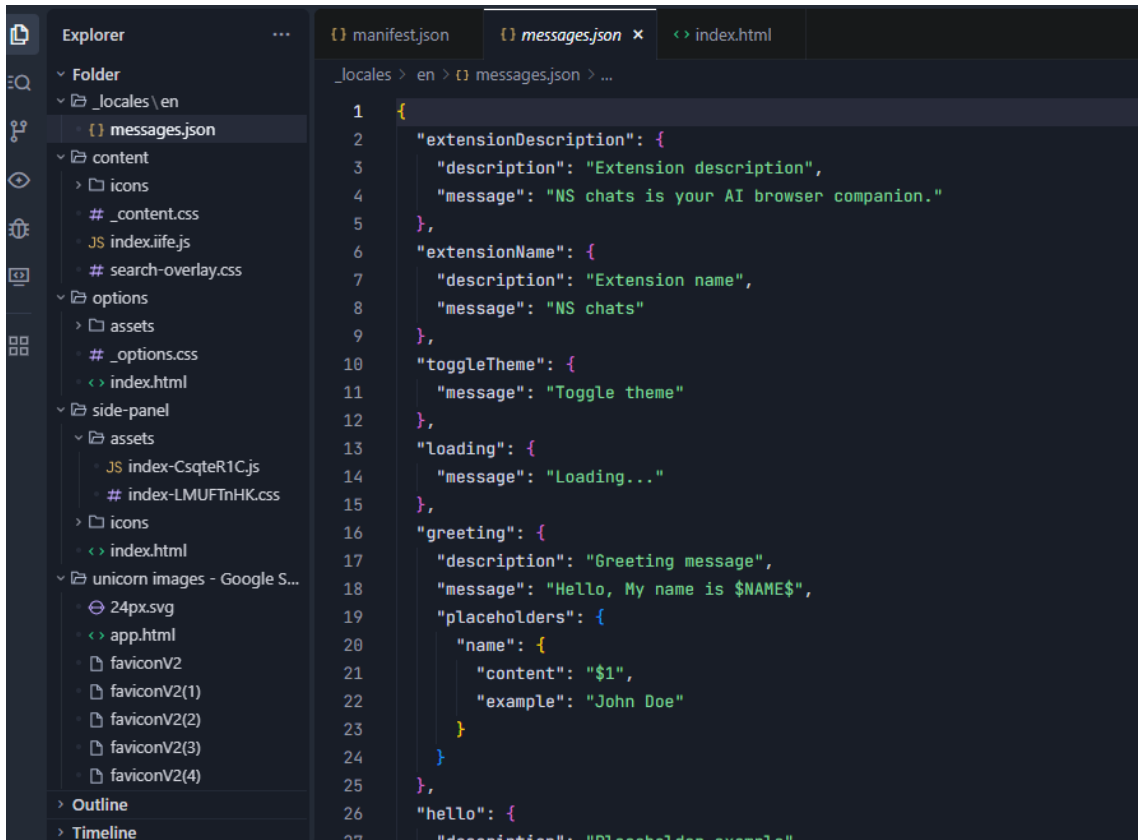 Explorer ...
Folder
_locales\en
{} messages.json
content
icons
# _content.css
JS index.iife.js
# search-overlay.css
options
assets
# _options.css
<> index.html
side-panel
assets
JS index-CsqteR1C.js
# index-LMUFTnHK.css
icons
<> index.html
unicorn images - Google S...
24px.svg
<> app.html
faviconV2
faviconV2(1)
faviconV2(2)
faviconV2(3)
faviconV2(4)
Outline
Timeline
{} manifest.json {} messages.json × <> index.html
_locales > en > {} messages.json > ...
1 {
2 "extensionDescription": {
3 "description": "Extension description",
4 "message": "NS chats is your AI browser companion."
5 },
6 "extensionName": {
7 "description": "Extension name",
8 "message": "NS chats"
9 },
10 "toggleTheme": {
11 "message": "Toggle theme"
12 },
13 "loading": {
14 "message": "Loading..."
15 },
16 "greeting": {
17 "description": "Greeting message",
18 "message": "Hello, My name is $NAME$",
19 "placeholders": {
20 "name": {
21 "content": "$1",
22 "example": "John Doe"
23 }
24 }
25 },
26 "hello": {
27 "description": "Placeholder example"